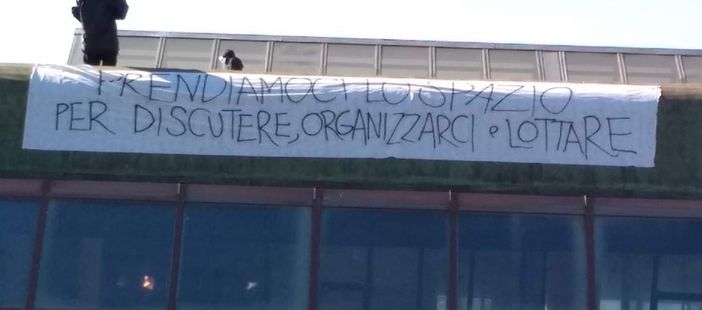 PRENDIAMOCI LO SPAZIO
PER DISCUTERE, ORGANIZZARCI e LOTTARE